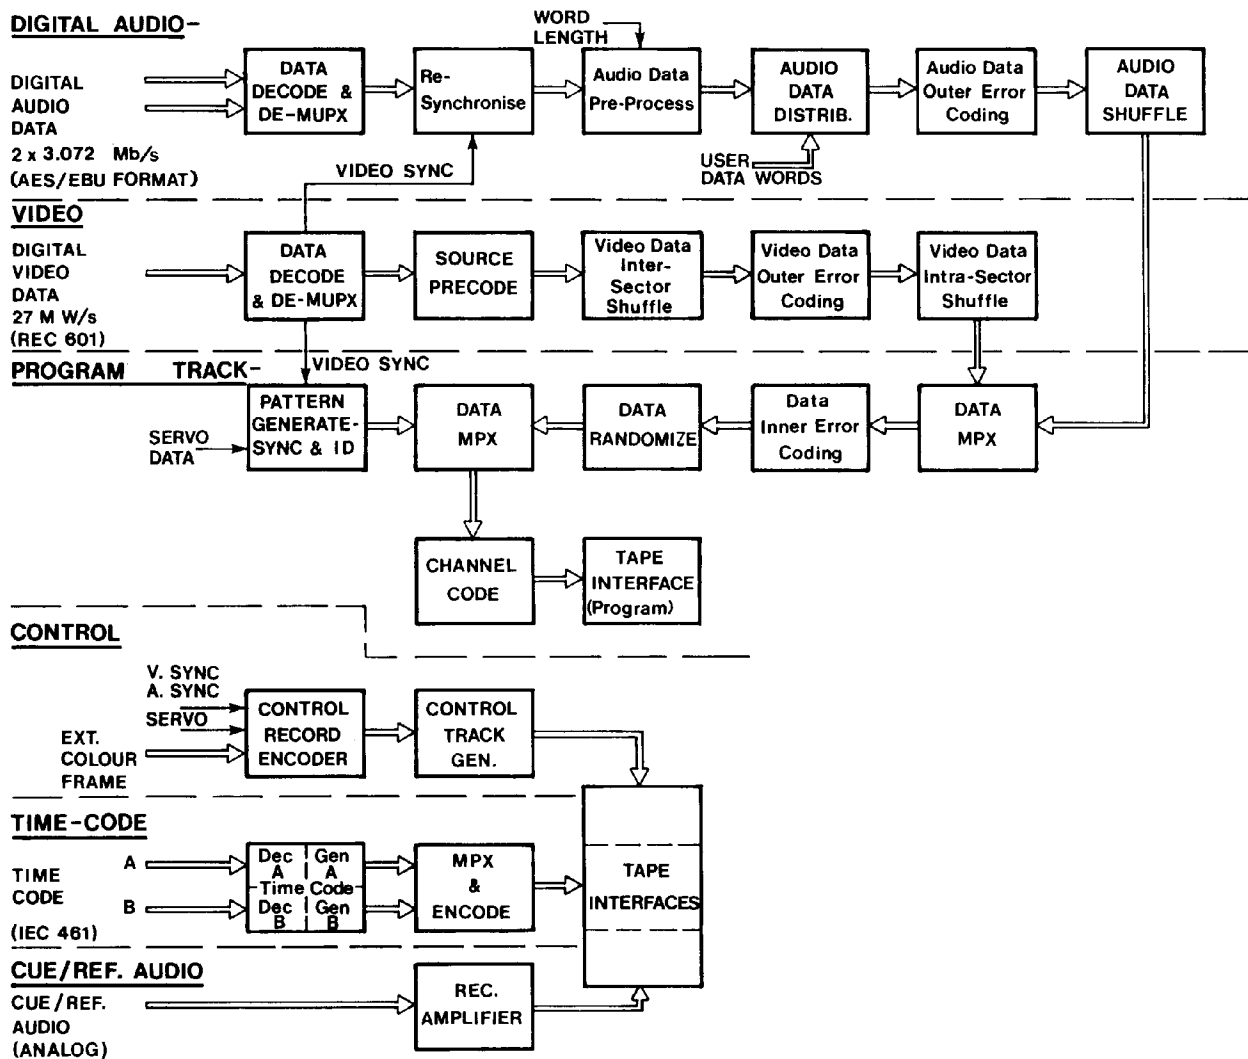 DIGITAL AUDIO-
WORD
LENGTH
DIGITAL
AUDIO
DATA
2 x 3.072 Mb/s
(AES/EBU FORMAT)
DATA
DECODE &
DE-MUPX
Re-
Synchronise
Audio Data
Pre-Process
AUDIO
DATA
DISTRIB.
Audio Data
Outer Error
Coding
AUDIO
DATA
SHUFFLE
VIDEO SYNC
USER
DATA WORDS
VIDEO
DIGITAL
VIDEO
DATA
27 M W/s
(REC 601)
DATA
DECODE
& DE-MUPX
SOURCE
PRECODE
Video Data
Inter-
Sector
Shuffle
Video Data
Outer Error
Coding
Video Data
Intra-Sector
Shuffle
VIDEO SYNC
PROGRAM TRACK-
SERVO
DATA
PATTERN
GENERATE-
SYNC & ID
DATA
MPX
DATA
RANDOMIZE
Data
Inner Error
Coding
DATA
MPX
CHANNEL
CODE
TAPE
INTERFACE
(Program)
CONTROL
V. SYNC
A. SYNC
SERVO
EXT.
COLOUR
FRAME
CONTROL
RECORD
ENCODER
CONTROL
TRACK
GEN.
TIME-CODE
TIME
CODE
(IEC 461)
A
B
Dec Gen
A A
Time Code
Dec Gen
B B
MPX
&
ENCODE
TAPE
INTERFACES
CUE/REF. AUDIO
CUE/REF.
AUDIO
(ANALOG)
REC.
AMPLIFIER